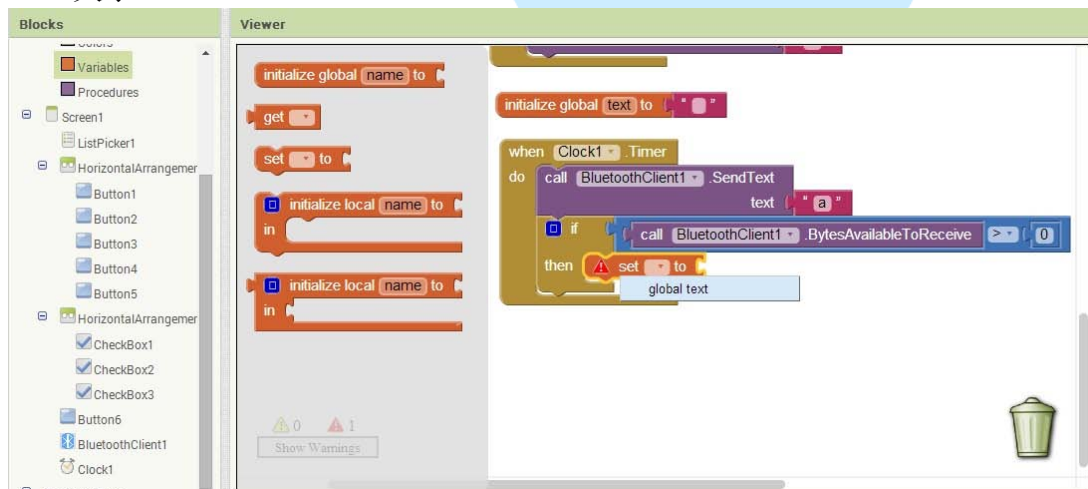 Blocks
Viewer
Colors
Variables
Procedures
Screen1
ListPicker1
HorizontalArrangemer
Button1
Button2
Button3
Button4
Button5
HorizontalArrangemer
CheckBox1
CheckBox2
CheckBox3
Button6
BluetoothClient1
Clock1
initialize global name to
get
set to
initialize local name to
in
initialize local name to
in
0 1
Show Warnings
initialize global text to " "
when Clock1 .Timer
do call BluetoothClient1 .SendText
text " a "
if call BluetoothClient1 .BytesAvailableToReceive > 0
then set to
global text